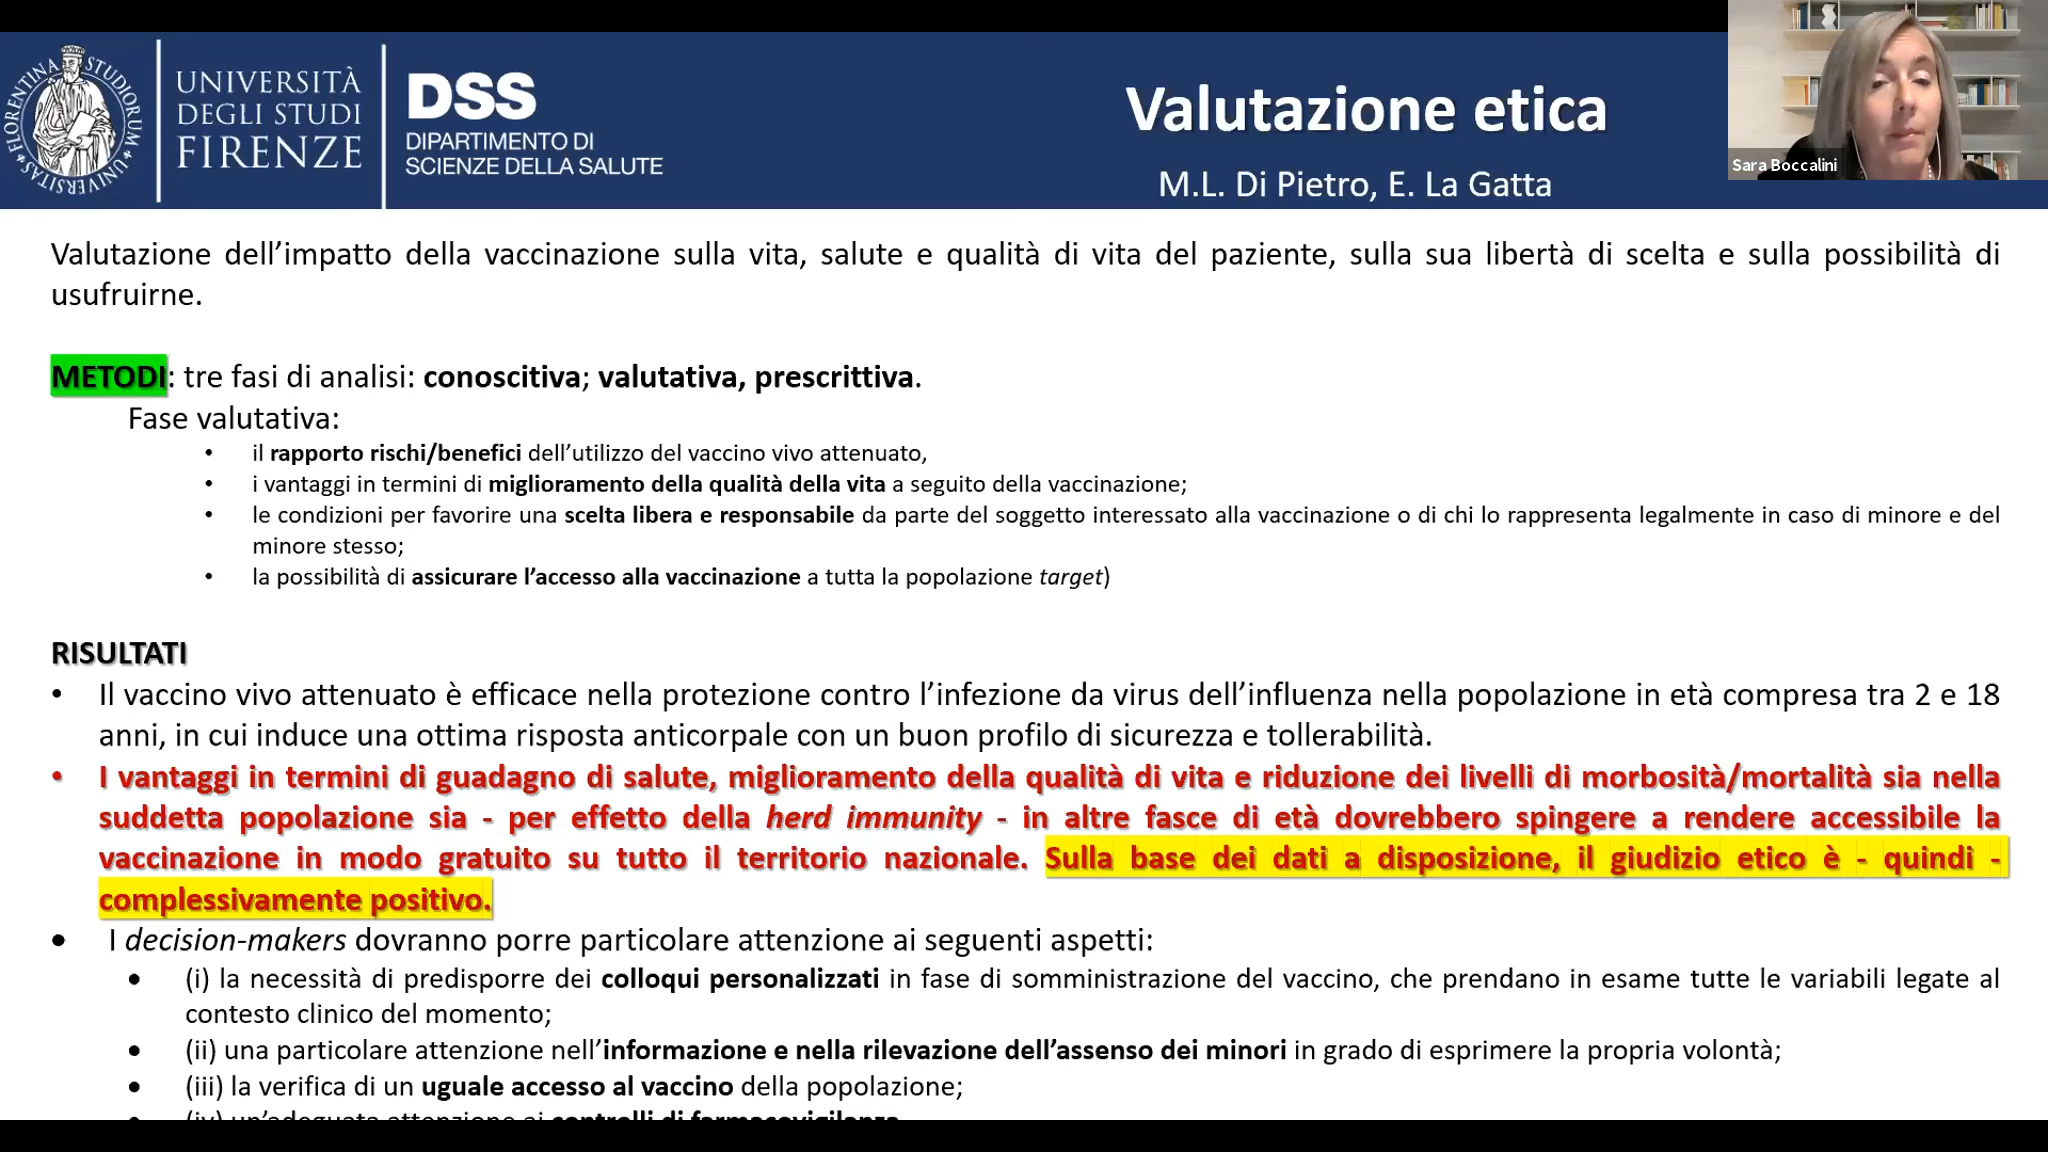 FLORENTINA STUDIORUM UNIVERSITAS
UNIVERSITÀ
DEGLI STUDI
FIRENZE
DSS
DIPARTIMENTO DI
SCIENZE DELLA SALUTE
Valutazione etica
M.L. Di Pietro, E. La Gatta
Sara Boccalini
Valutazione dell’impatto della vaccinazione sulla vita, salute e qualità di vita del paziente, sulla sua libertà di scelta e sulla possibilità di
usufruirne.
METODI: tre fasi di analisi: conoscitiva; valutativa, prescrittiva.
Fase valutativa:
• il rapporto rischi/benefici dell’utilizzo del vaccino vivo attenuato,
• i vantaggi in termini di miglioramento della qualità della vita a seguito della vaccinazione;
• le condizioni per favorire una scelta libera e responsabile da parte del soggetto interessato alla vaccinazione o di chi lo rappresenta legalmente in caso di minore e del
minore stesso;
• la possibilità di assicurare l’accesso alla vaccinazione a tutta la popolazione target)
RISULTATI
• Il vaccino vivo attenuato è efficace nella protezione contro l’infezione da virus dell’influenza nella popolazione in età compresa tra 2 e 18
anni, in cui induce una ottima risposta anticorpale con un buon profilo di sicurezza e tollerabilità.
• I vantaggi in termini di guadagno di salute, miglioramento della qualità di vita e riduzione dei livelli di morbosità/mortalità sia nella
suddetta popolazione sia - per effetto della herd immunity - in altre fasce di età dovrebbero spingere a rendere accessibile la
vaccinazione in modo gratuito su tutto il territorio nazionale. Sulla base dei dati a disposizione, il giudizio etico è - quindi -
complessivamente positivo.
• I decision-makers dovranno porre particolare attenzione ai seguenti aspetti:
• (i) la necessità di predisporre dei colloqui personalizzati in fase di somministrazione del vaccino, che prendano in esame tutte le variabili legate al
contesto clinico del momento;
• (ii) una particolare attenzione nell’informazione e nella rilevazione dell’assenso dei minori in grado di esprimere la propria volontà;
• (iii) la verifica di un uguale accesso al vaccino della popolazione;
• (iv) un’adeguata attenzione ai controlli di farmacovigilanza